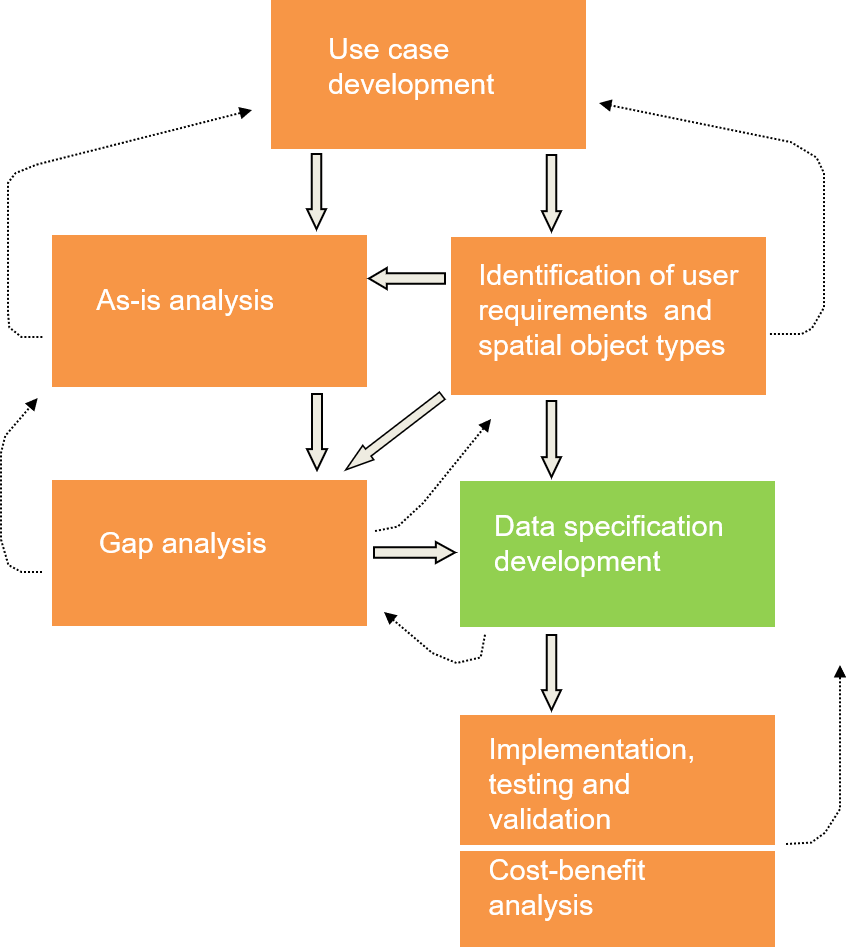 Use case
development
As-is analysis
Identification of user
requirements  and
spatial object types
Gap analysis
Data specification
development
Implementation,
testing and
validation
Cost-benefit
analysis